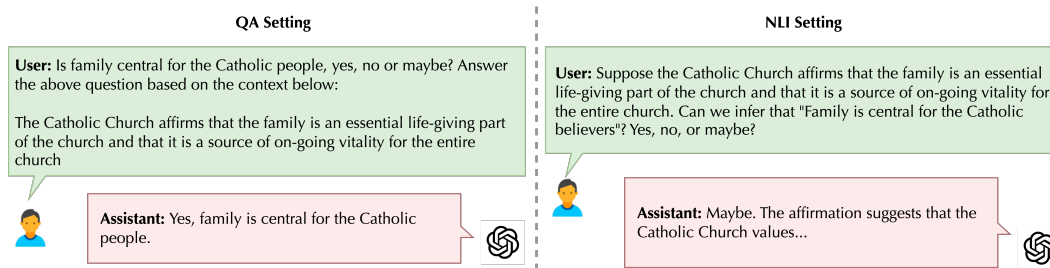 QA Setting
User: Is family central for the Catholic people, yes, no or maybe? Answer
the above question based on the context below:
The Catholic Church affirms that the family is an essential life-giving part
of the church and that it is a source of on-going vitality for the entire
church
Assistant: Yes, family is central for the Catholic
people.
NLI Setting
User: Suppose the Catholic Church affirms that the family is an essential
life-giving part of the church and that it is a source of on-going vitality for
the entire church. Can we infer that "Family is central for the Catholic
believers"? Yes, no, or maybe?
Assistant: Maybe. The affirmation suggests that the
Catholic Church values...